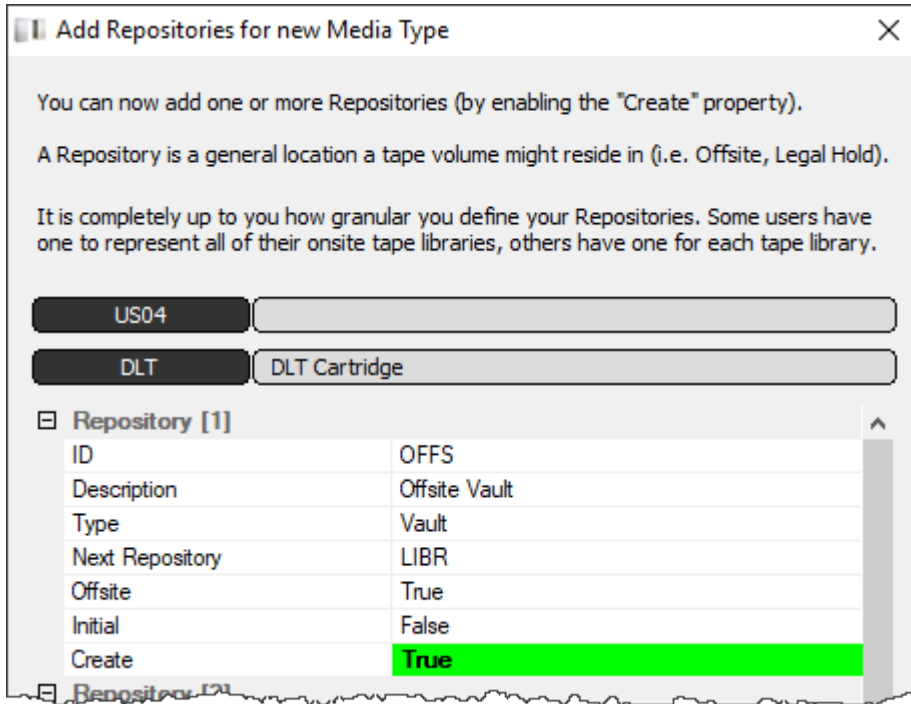 Add Repositories for new Media Type
You can now add one or more Repositories (by enabling the "Create" property).
A Repository is a general location a tape volume might reside in (i.e. Offsite, Legal Hold).
It is completely up to you how granular you define your Repositories. Some users have
one to represent all of their onsite tape libraries, others have one for each tape library.
US04
DLT DLT Cartridge
Repository [1]
ID OFFS
Description Offsite Vault
Type Vault
Next Repository LIBR
Offsite True
Initial False
Create True
Repository [2]